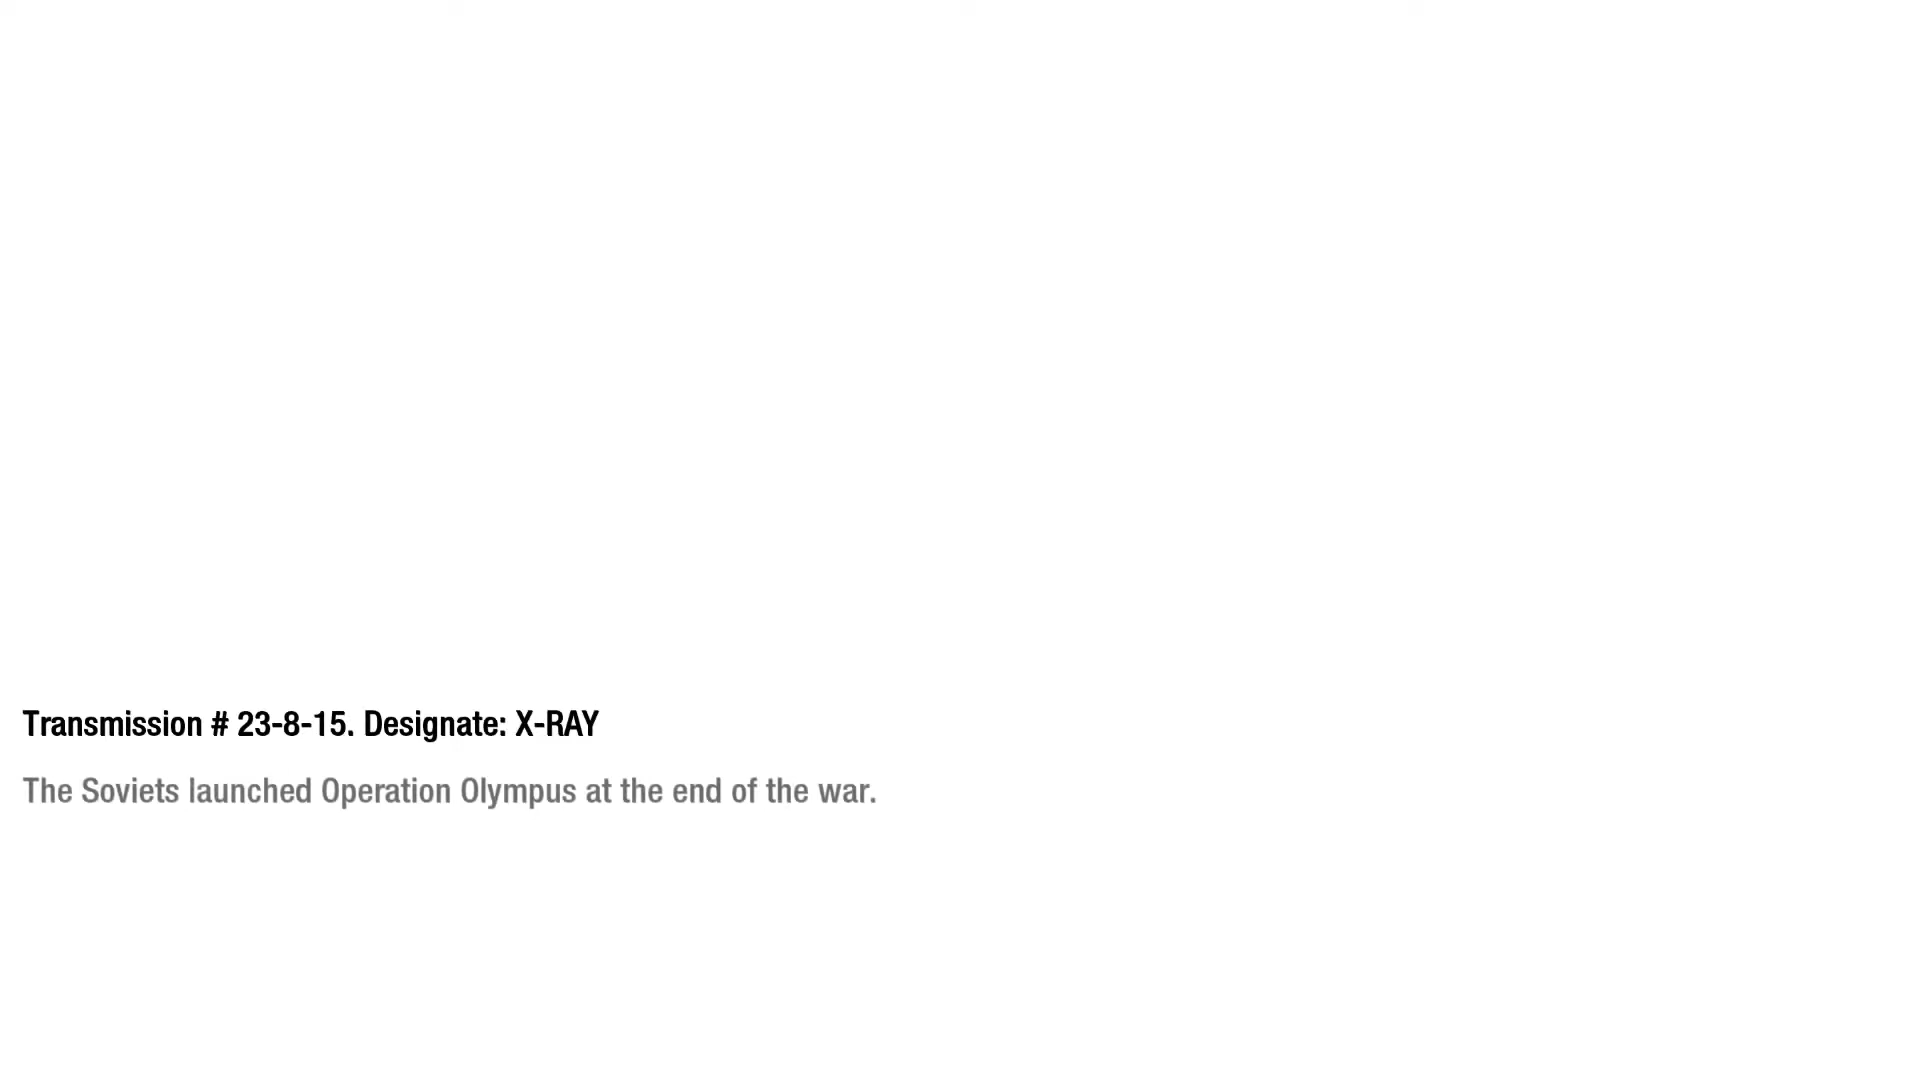 Transmission # 23-8-15. Designate: X-RAY
The Soviets launched Operation Olympus at the end of the war.